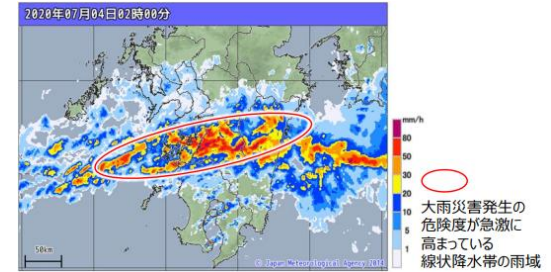 2020年07月04日02時00分
mm/h
80
50
30
20
10
5
1
大雨災害発生の
危険度が急激に
高まっている
線状降水帯の雨域
50km
© Japan Meteorological Agency 2014